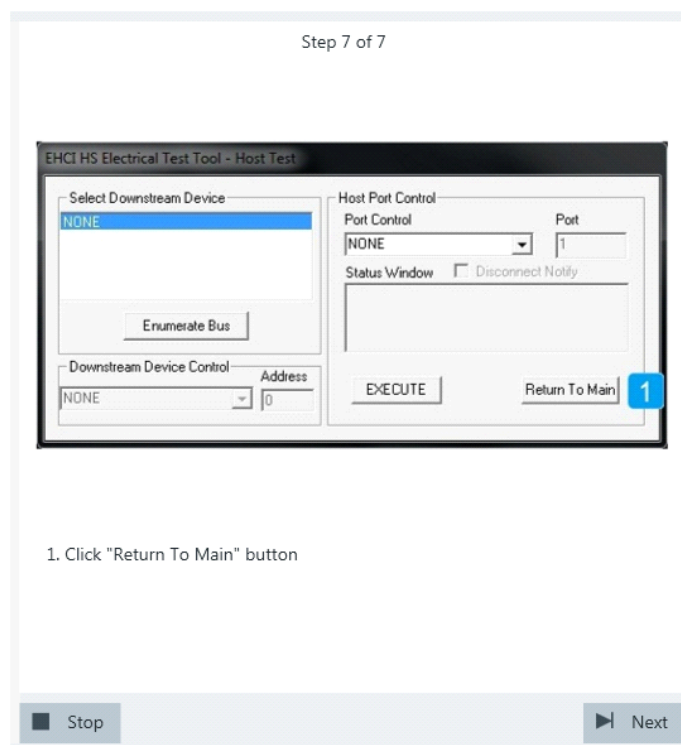 Step 7 of 7
EHCI HS Electrical Test Tool - Host Test
Select Downstream Device
NONE
Enumerate Bus
Downstream Device Control
Address
NONE
0
Host Port Control
Port Control
Port
NONE
1
Status Window
Disconnect Notify
EXECUTE
Return To Main
1
1. Click "Return To Main" button
Stop
Next